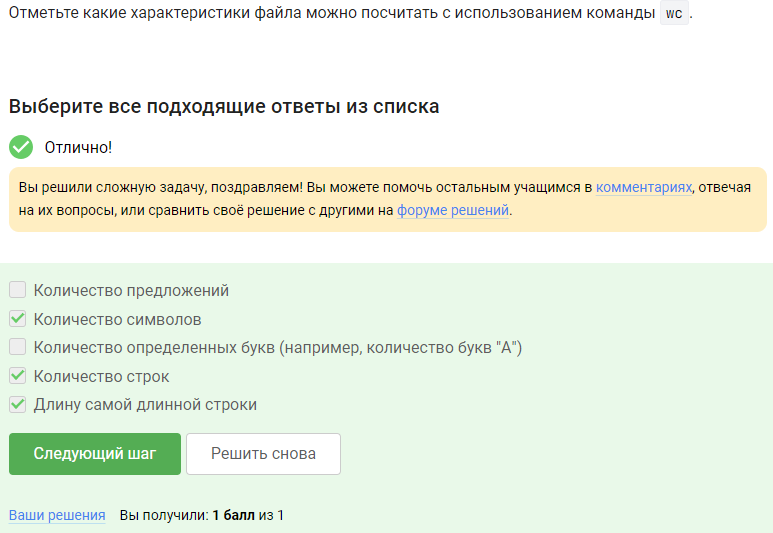 Отметьте какие характеристики файла можно посчитать с использованием команды wc.
Выберите все подходящие ответы из списка
Отлично!
Вы решили сложную задачу, поздравляем! Вы можете помочь остальным учащимся в комментариях, отвечая
на их вопросы, или сравнить своё решение с другими на форуме решений.
Количество предложений
Количество символов
Количество определенных букв (например, количество букв "А")
Количество строк
Длину самой длинной строки
Следующий шаг Решить снова
Ваши решения Вы получили: 1 балл из 1